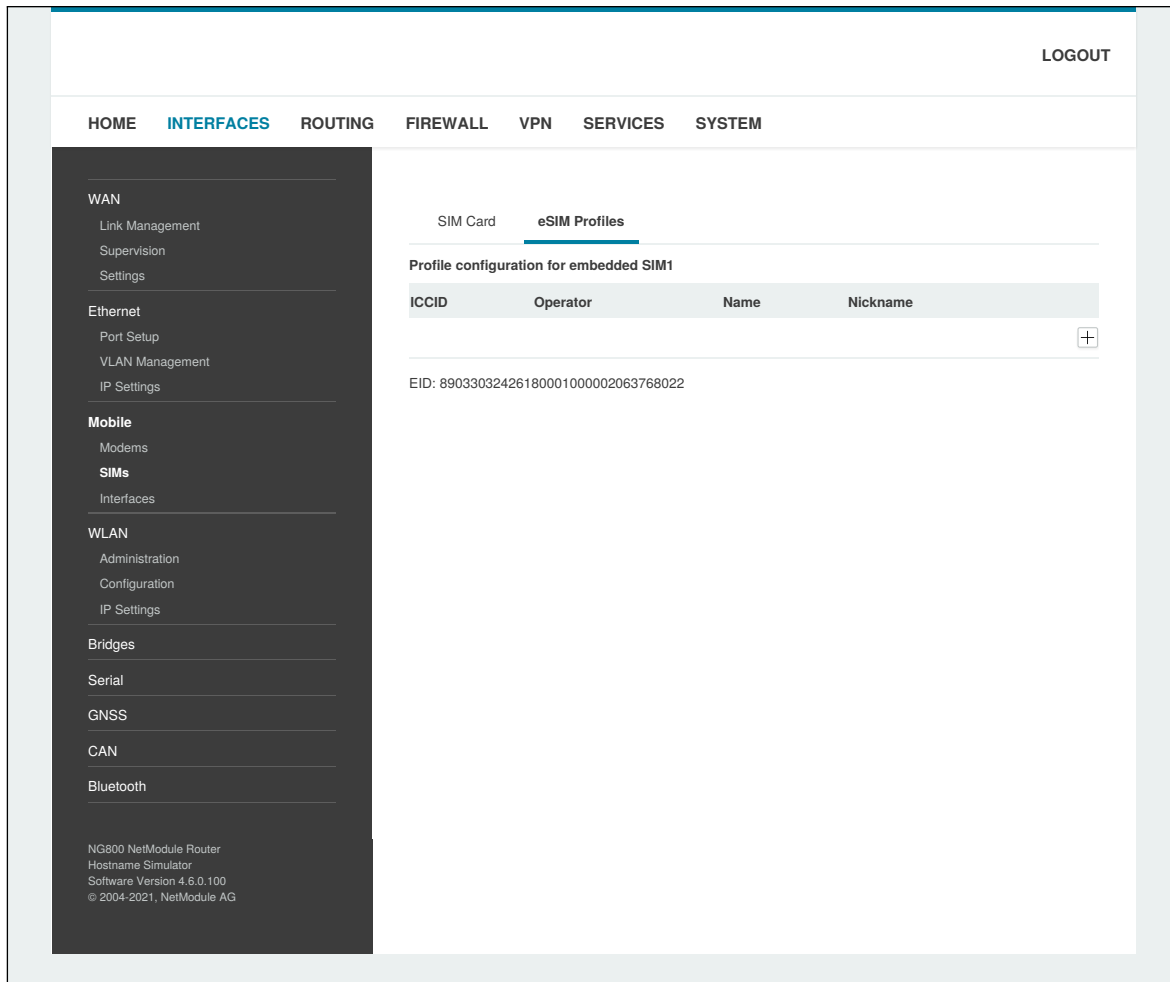 LOGOUT
HOME INTERFACES ROUTING FIREWALL VPN SERVICES SYSTEM
WAN
Link Management
Supervision
Settings
Ethernet
Port Setup
VLAN Management
IP Settings
Mobile
Modems
SIMs
Interfaces
WLAN
Administration
Configuration
IP Settings
Bridges
Serial
GNSS
CAN
Bluetooth
NG800 NetModule Router
Hostname Simulator
Software Version 4.6.0.100
© 2004-2021, NetModule AG
SIM Card eSIM Profiles
Profile configuration for embedded SIM1
ICCID Operator Name Nickname
EID: 89033032426180001000002063768022